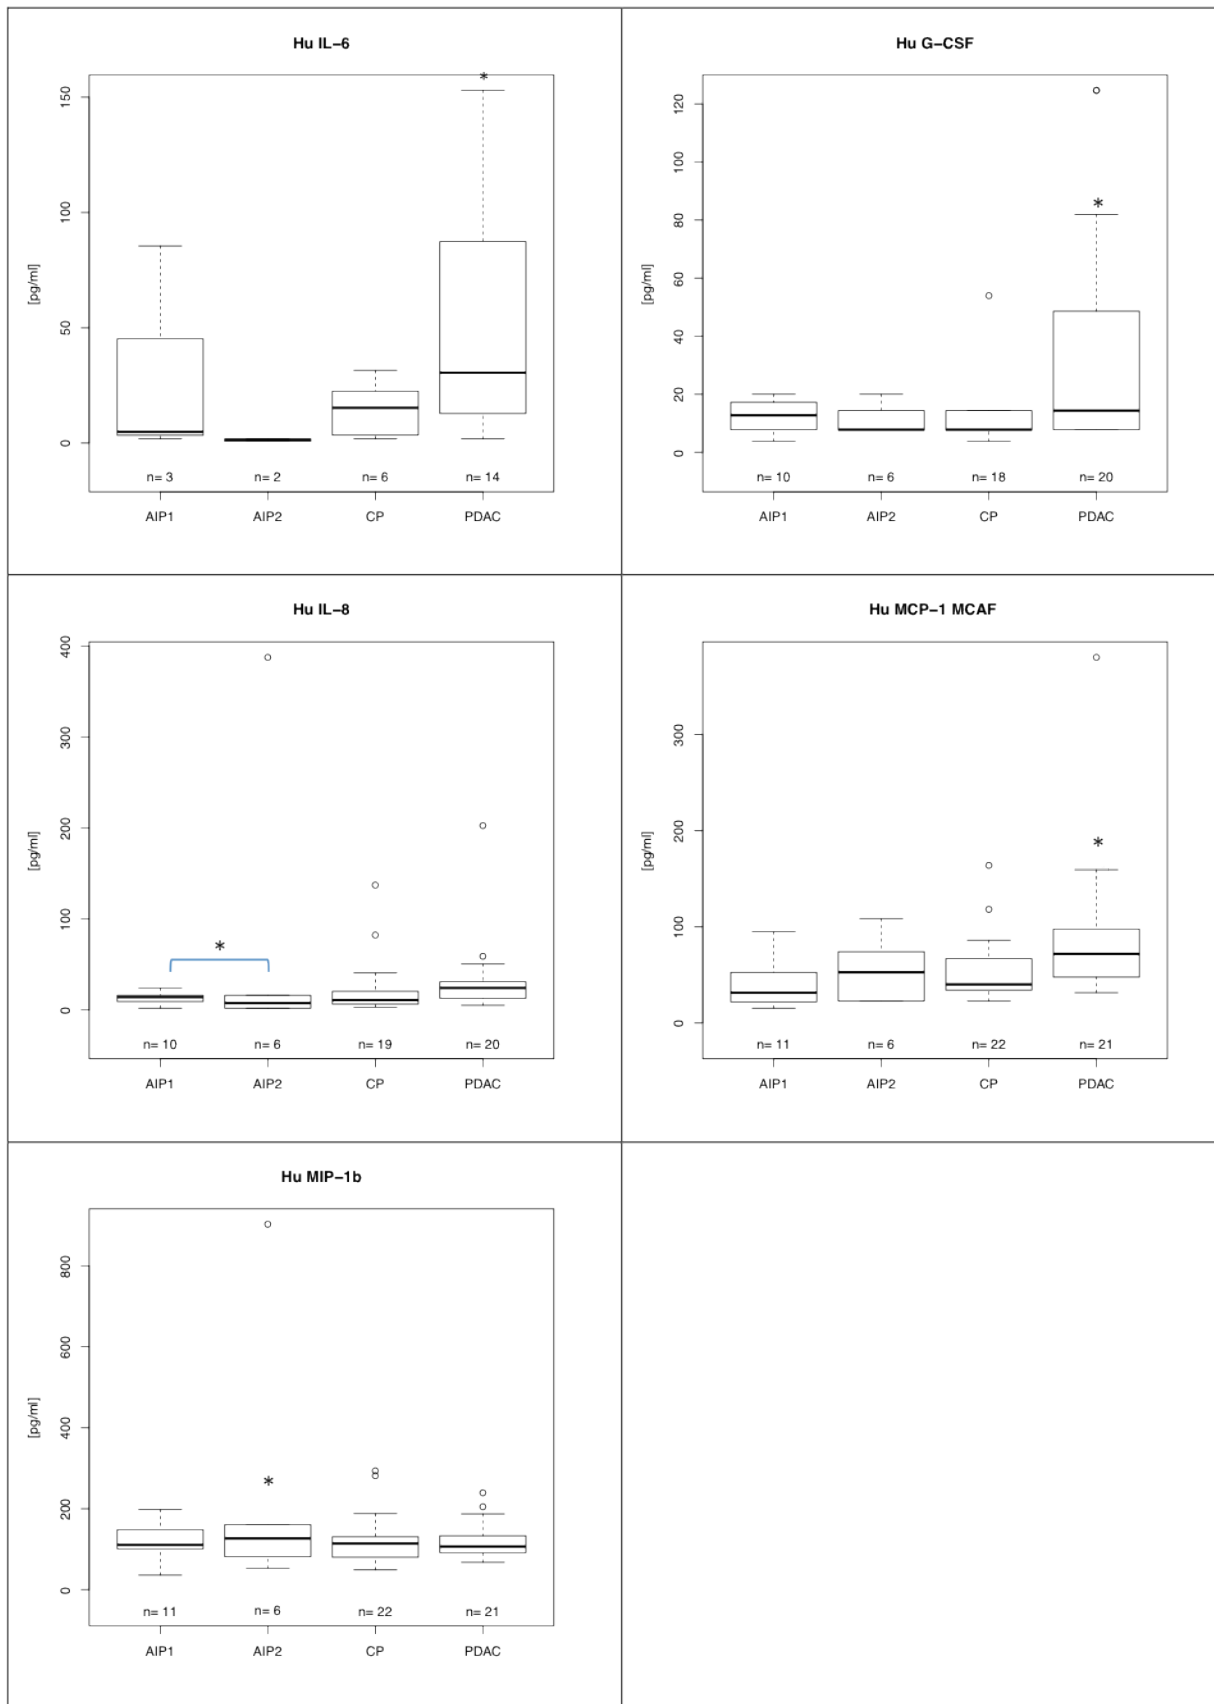 Hu IL-6
[pg/ml]
150
100
50
0
*
n= 3 n= 2 n= 6 n= 14
AIP1 AIP2 CP PDAC
Hu G-CSF
[pg/ml]
120
100
80
60
40
20
0
*
n= 10 n= 6 n= 18 n= 20
AIP1 AIP2 CP PDAC
Hu IL-8
[pg/ml]
400
300
200
100
0
*
n= 10 n= 6 n= 19 n= 20
AIP1 AIP2 CP PDAC
Hu MCP-1 MCAF
[pg/ml]
300
200
100
0
*
n= 11 n= 6 n= 22 n= 21
AIP1 AIP2 CP PDAC
Hu MIP-1b
[pg/ml]
800
600
400
200
0
*
n= 11 n= 6 n= 22 n= 21
AIP1 AIP2 CP PDAC